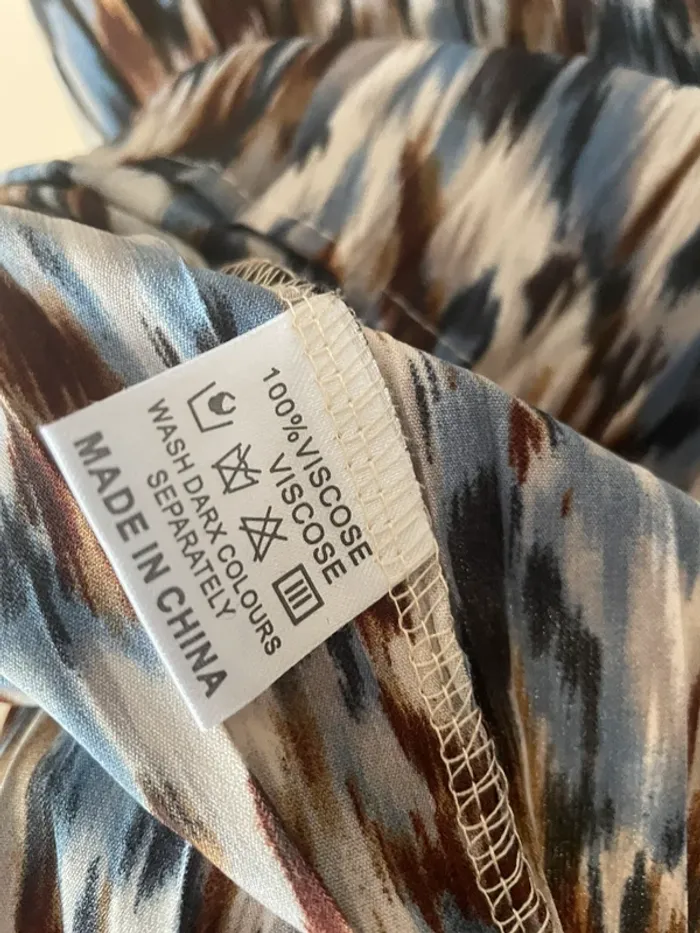 100%VISCOSE
VISCOSE
WASH DARX COLOURS
SEPARATELY
MADE IN CHINA